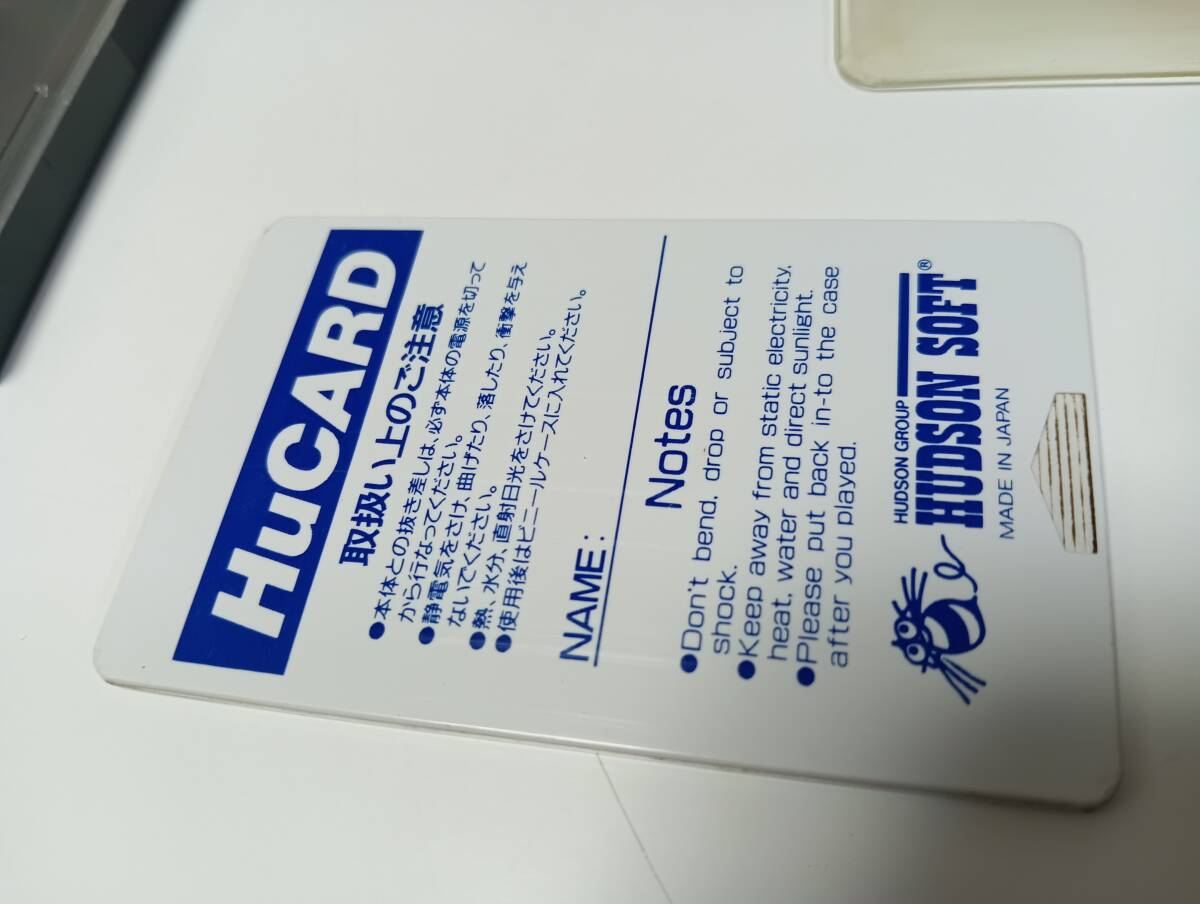 HuCARD
取扱い上のご注意
●本体との抜き差しは、必ず本体の電源を切って
から行なってください。
●静電気をさけ、曲げたり、落したり、衝撃を与え
ないでください。
●熱、水分、直射日光をさけてください。
●使用後はビニールケースに入れてください。
NAME:
Notes
●Don't bend, drop or subject to
shock.
●Keep away from static electricity,
heat, water and direct sunlight.
●Please put back in-to the case
after you played.
HUDSON GROUP
HUDSON SOFT®
MADE IN JAPAN